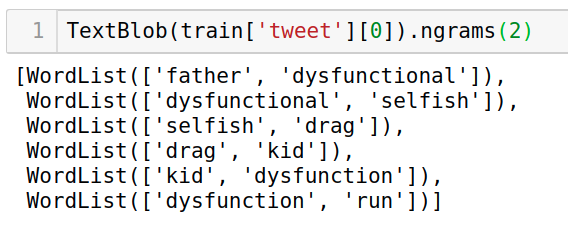 1 TextBlob(train['tweet'][0]).ngrams(2)
[WordList(['father', 'dysfunctional']),
WordList(['dysfunctional', 'selfish']),
WordList(['selfish', 'drag']),
WordList(['drag', 'kid']),
WordList(['kid', 'dysfunction']),
WordList(['dysfunction', 'run'])]